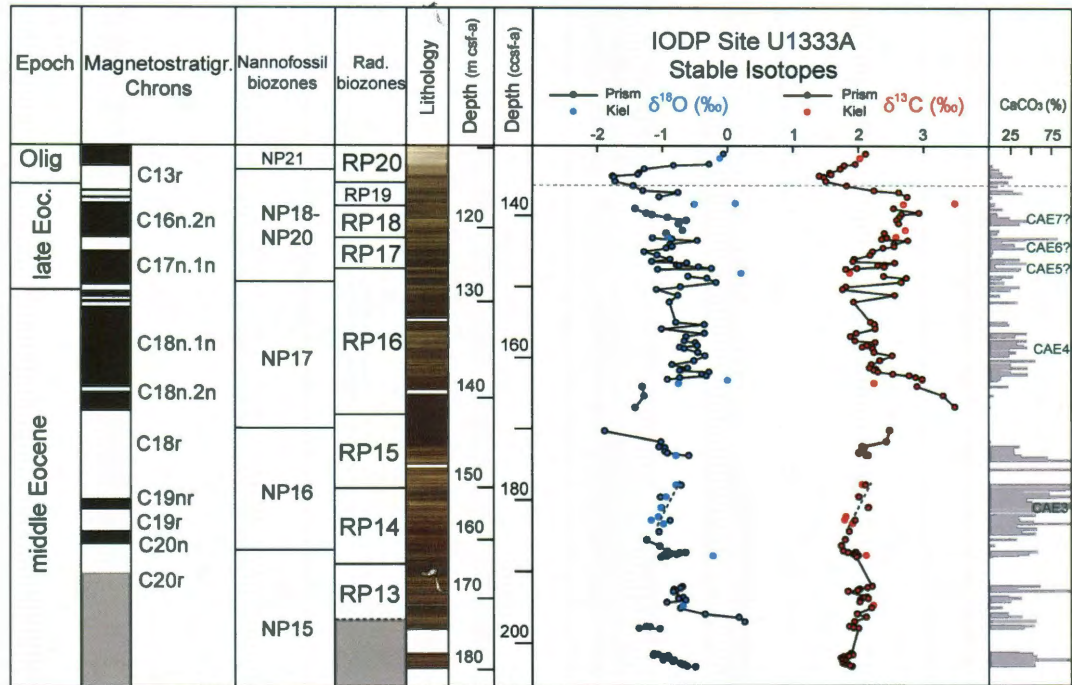 IODP Site U1333A
Stable Isotopes
Epoch
Magnetostratigr. Chrons
Nannofossil biozones
Rad. biozones
Lithology
Depth (m csf-a)
Depth (ccsf-a)
Prism
Kiel
δ18O (‰)
Prism
Kiel
δ13C (‰)
CaCO3 (%)
-2 -1 0
1 2 3
25 75
Olig
late Eoc.
middle Eocene
C13r
C16n.2n
C17n.1n
C18n.1n
C18n.2n
C18r
C19nr
C19r
C20n
C20r
NP21
NP18-
NP20
NP17
NP16
NP15
RP20
RP19
RP18
RP17
RP16
RP15
RP14
RP13
120
130
140
150
160
170
180
140
160
180
200
CAE7?
CAE6?
CAE5?
CAE4
CAE3